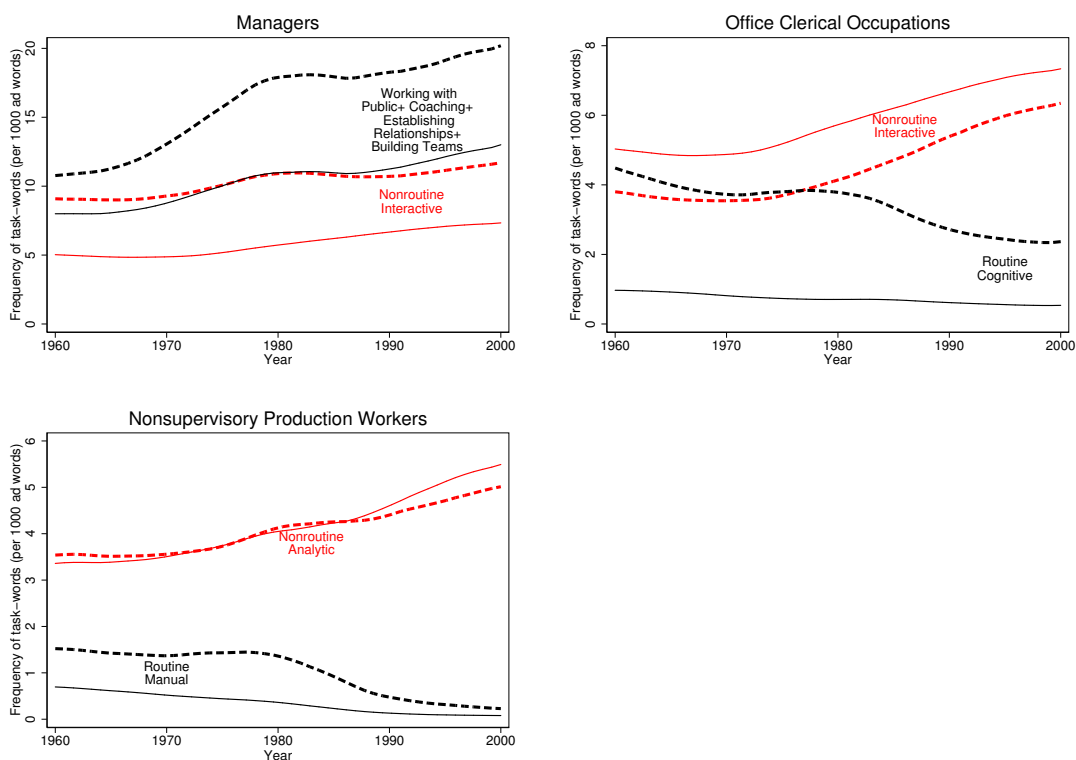 Managers
Frequency of task−words (per 1000 ad words)
20
15
10
5
0
Working with
Public+ Coaching+
Establishing
Relationships+
Building Teams
Nonroutine
Interactive
1960 1970 1980 1990 2000
Year
Office Clerical Occupations
Frequency of task−words (per 1000 ad words)
8
6
4
2
0
Nonroutine
Interactive
Routine
Cognitive
1960 1970 1980 1990 2000
Year
Nonsupervisory Production Workers
Frequency of task−words (per 1000 ad words)
6
5
4
3
2
1
0
Nonroutine
Analytic
Routine
Manual
1960 1970 1980 1990 2000
Year